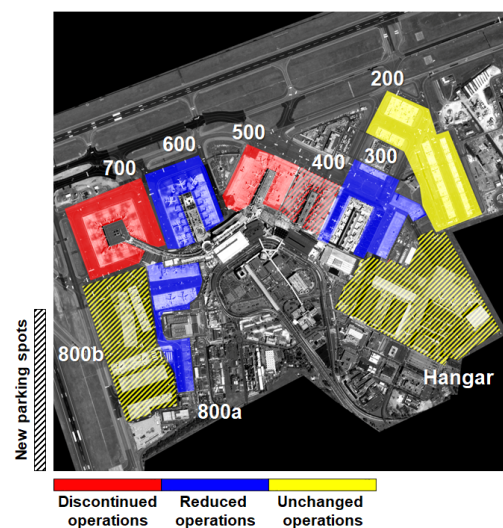 200
500
600
400
300
700
800b
Hangar
800a
New parking spots
Discontinued
operations
Reduced
operations
Unchanged
operations